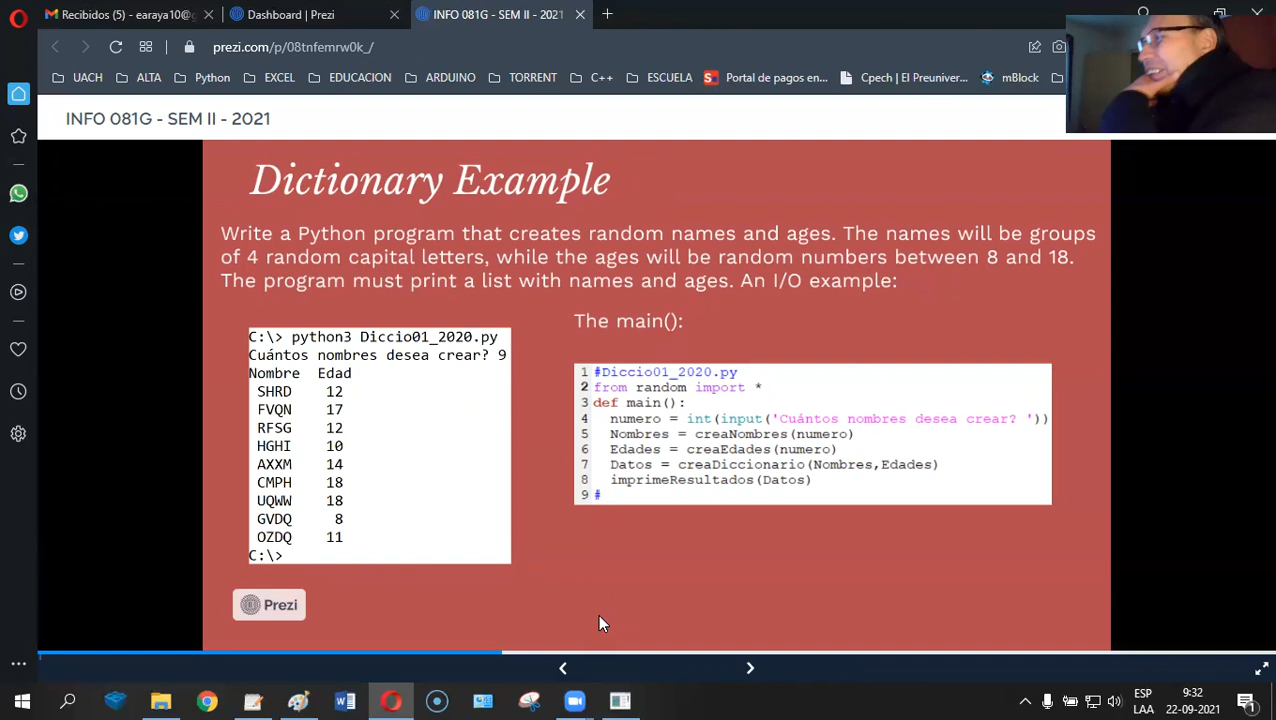 Recibidos (5) - earaya10@g
Dashboard | Prezi
INFO 081G - SEM II - 2021
prezi.com/p/08tnfemrw0k_/
UACH
ALTA
Python
EXCEL
EDUCACION
ARDUINO
TORRENT
C++
ESCUELA
Portal de pagos en...
Cpech | El Preuniver...
mBlock
INFO 081G - SEM II - 2021
Dictionary Example
Write a Python program that creates random names and ages. The names will be groups
of 4 random capital letters, while the ages will be random numbers between 8 and 18.
The program must print a list with names and ages. An I/O example:
C:\> python3 Diccio01_2020.py
Cuántos nombres desea crear? 9
Nombre Edad
SHRD 12
FVQN 17
RFSG 12
HGHI 10
AXXM 14
CMPH 18
UQWW 18
GVDQ 8
OZDQ 11
C:\>
The main():
1 #Diccio01_2020.py
2 from random import *
3 def main():
4 numero = int(input('Cuántos nombres desea crear? '))
5 Nombres = creaNombres(numero)
6 Edades = creaEdades(numero)
7 Datos = creaDiccionario(Nombres,Edades)
8 imprimeResultados(Datos)
9 #
Prezi
ESP
LAA
9:32
22-09-2021
1